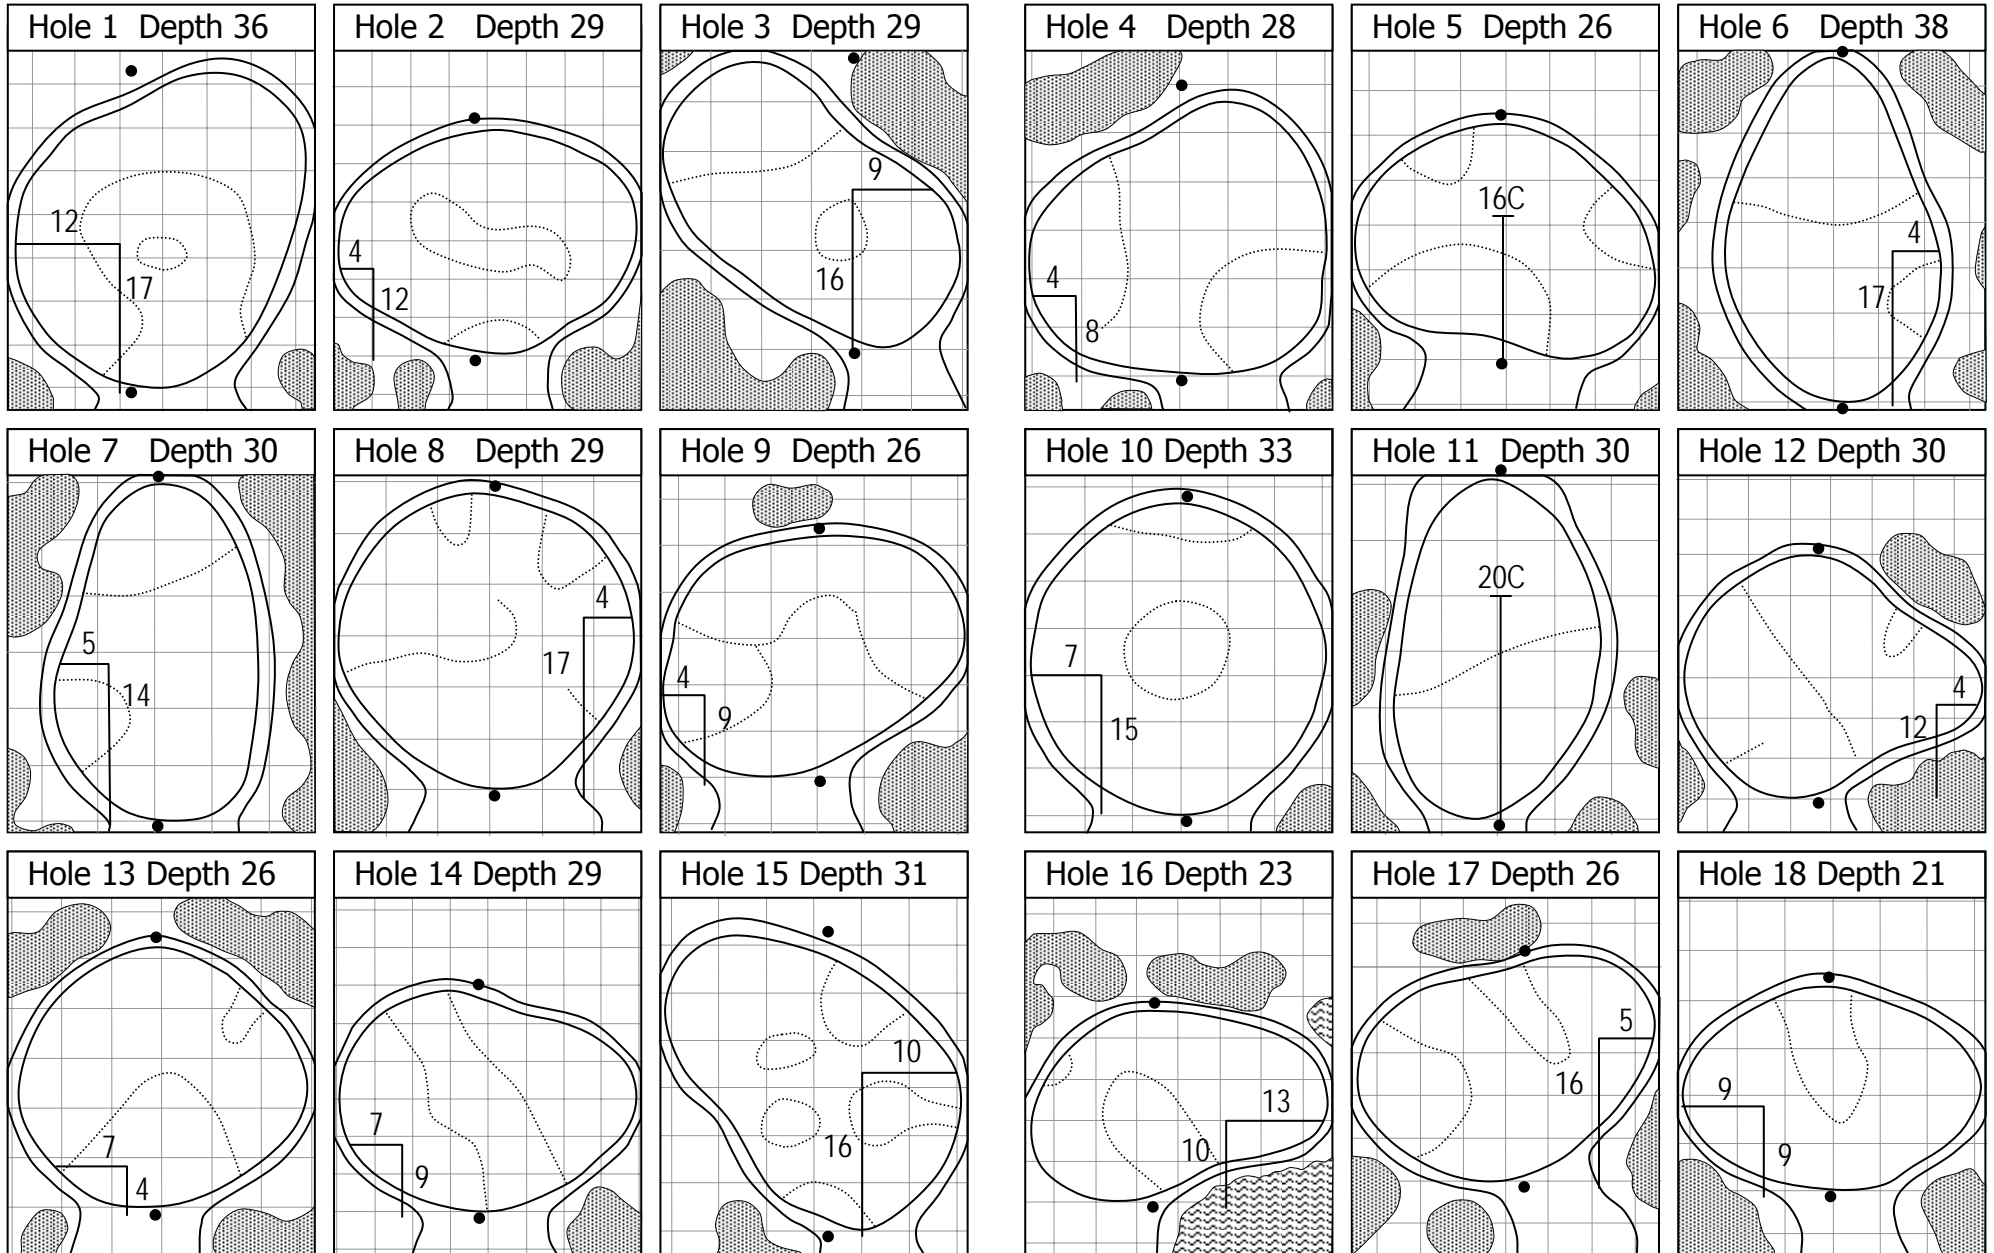 Hole 1 Depth 36
12
17
Hole 2 Depth 29
4
12
Hole 3 Depth 29
9
16
Hole 4 Depth 28
4
8
Hole 5 Depth 26
16C
Hole 6 Depth 38
4
17
Hole 7 Depth 30
5
14
Hole 8 Depth 29
4
17
Hole 9 Depth 26
4
9
Hole 10 Depth 33
7
15
Hole 11 Depth 30
20C
Hole 12 Depth 30
4
12
Hole 13 Depth 26
7
4
Hole 14 Depth 29
7
9
Hole 15 Depth 31
10
16
Hole 16 Depth 23
13
10
Hole 17 Depth 26
5
16
Hole 18 Depth 21
9
9